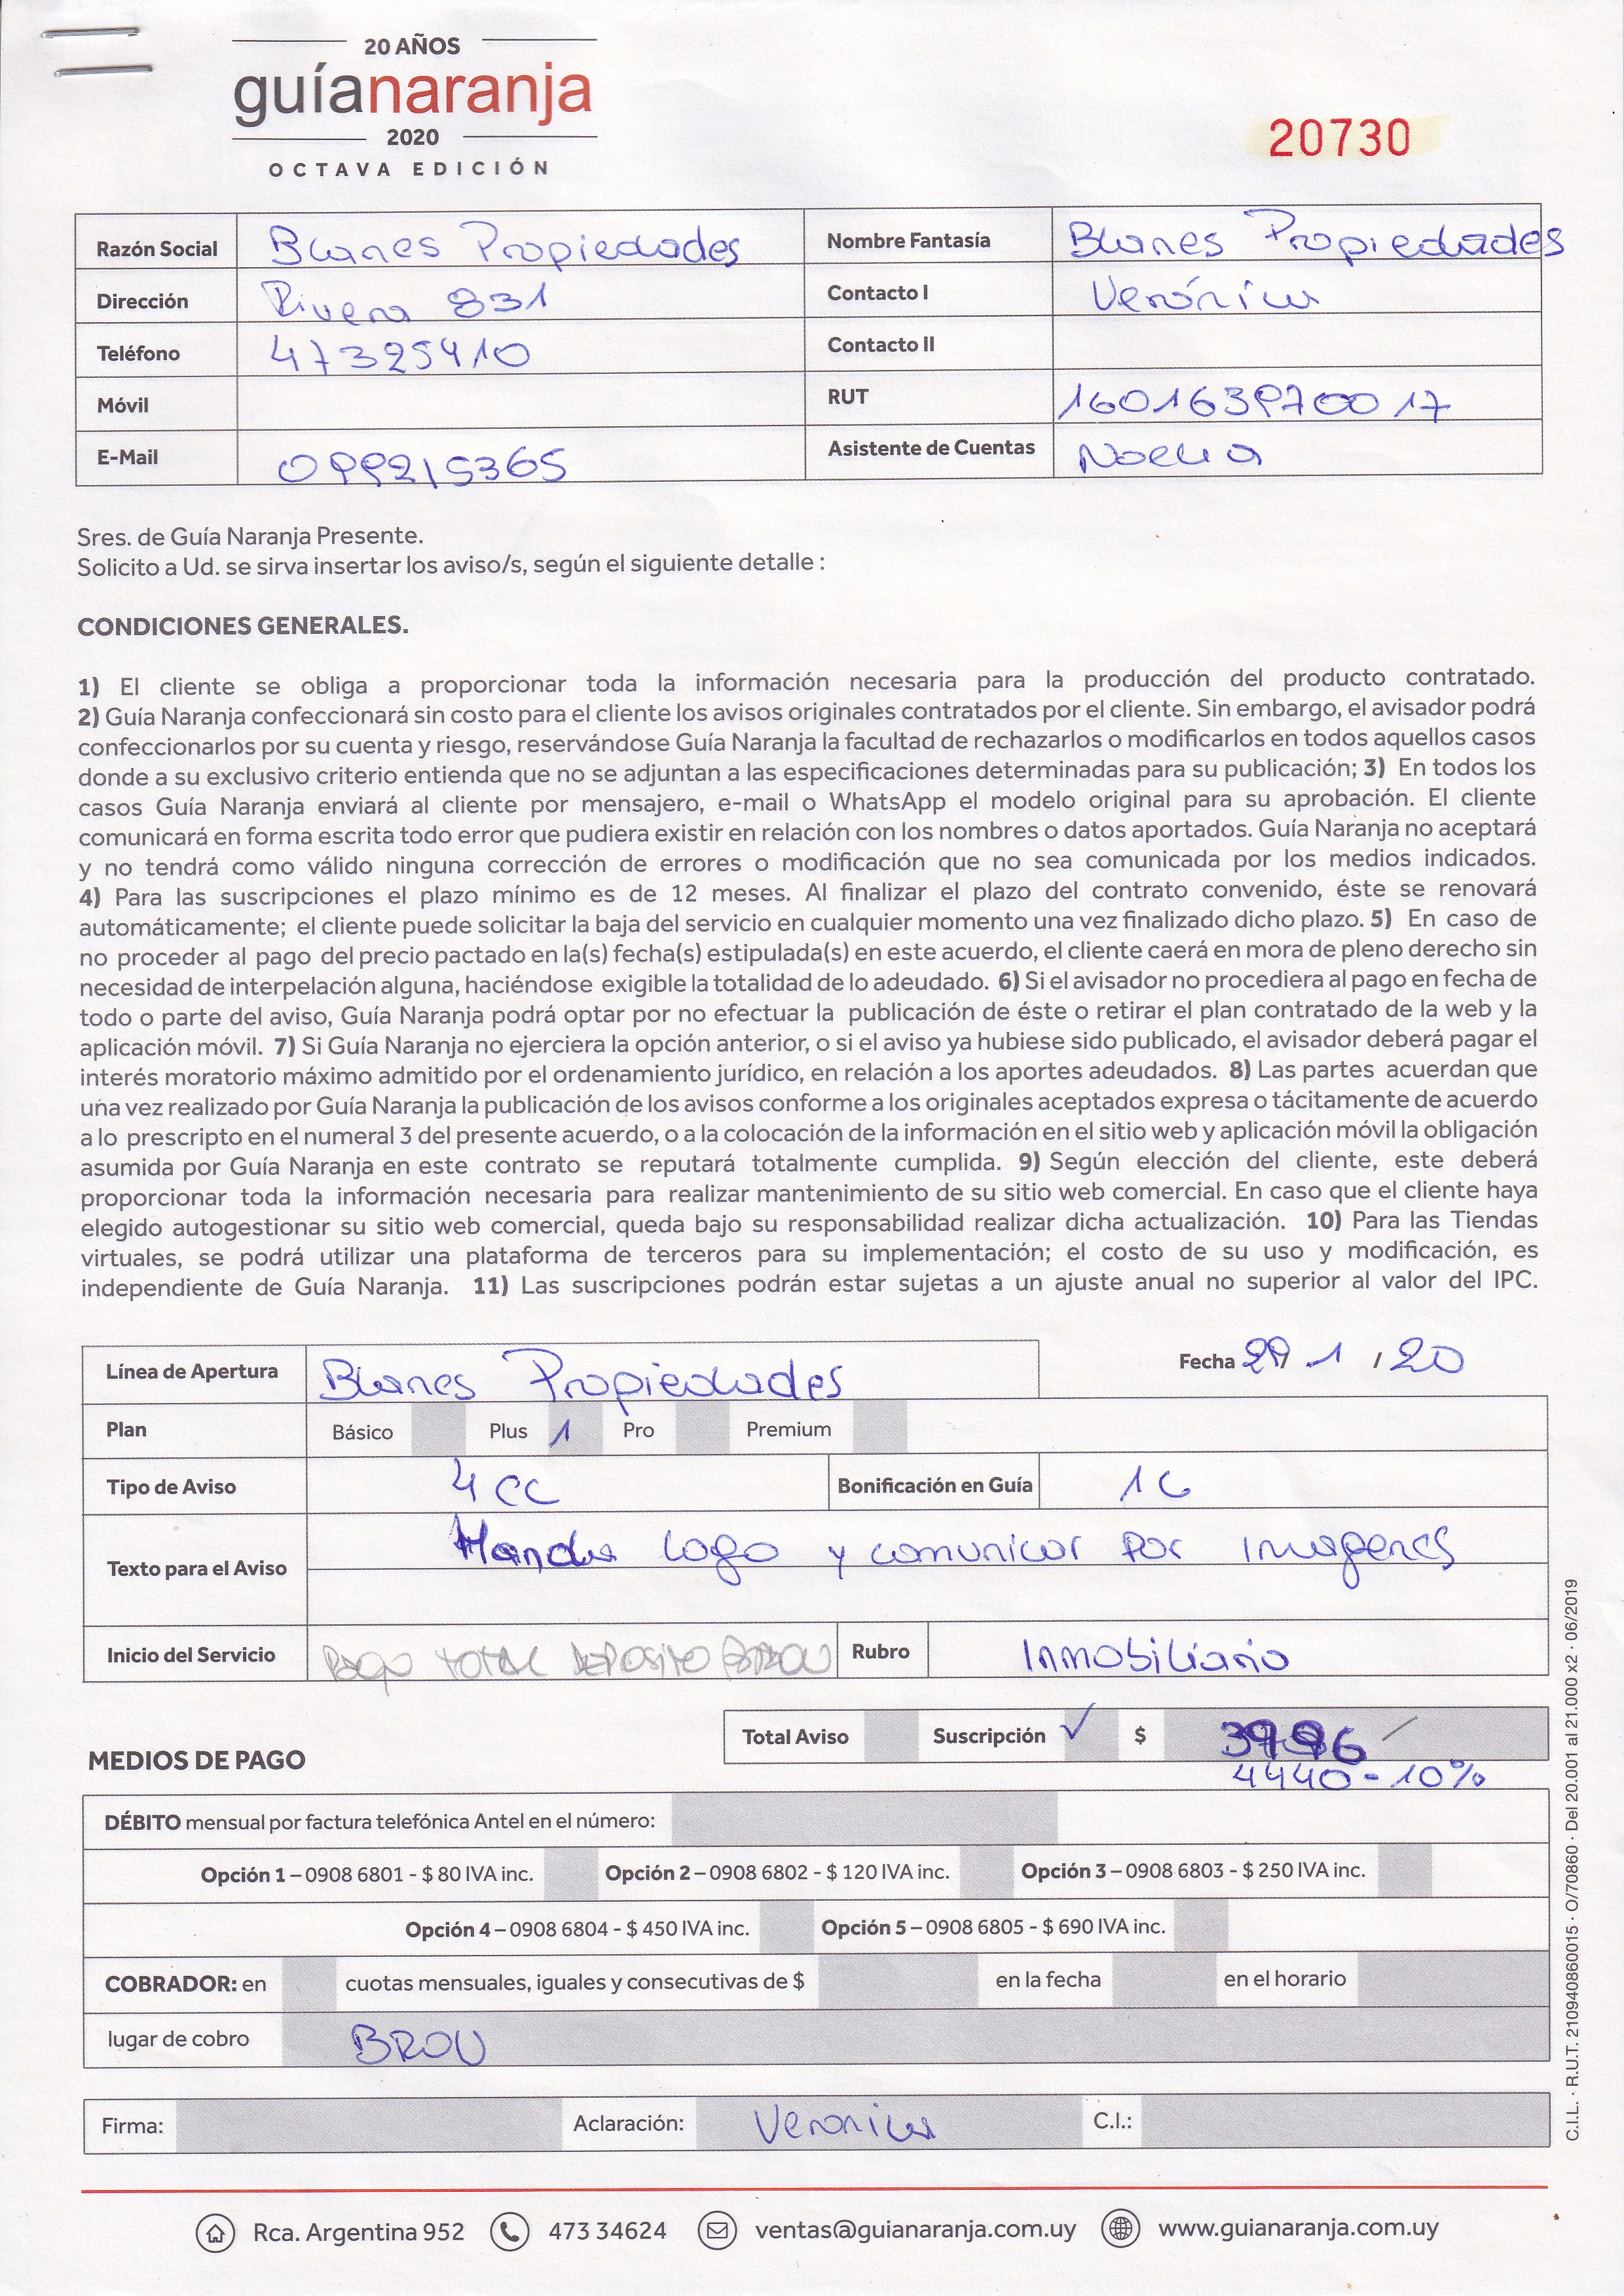 20 AÑOS
guíanaranja
2020
OCTAVA EDICIÓN
20730
Razón Social Blanes Propiedades Nombre Fantasía Blanes Propiedades
Dirección Rivera 831 Contacto I Verónica
Teléfono 47325410 Contacto II
Móvil RUT 160163970017
E-Mail 099215365 Asistente de Cuentas Noelia
Sres. de Guía Naranja Presente.
Solicito a Ud. se sirva insertar los aviso/s, según el siguiente detalle :
CONDICIONES GENERALES.
1) El cliente se obliga a proporcionar toda la información necesaria para la producción del producto contratado.
2) Guía Naranja confeccionará sin costo para el cliente los avisos originales contratados por el cliente. Sin embargo, el avisador podrá
confeccionarlos por su cuenta y riesgo, reservándose Guía Naranja la facultad de rechazarlos o modificarlos en todos aquellos casos
donde a su exclusivo criterio entienda que no se adjuntan a las especificaciones determinadas para su publicación; 3) En todos los
casos Guía Naranja enviará al cliente por mensajero, e-mail o WhatsApp el modelo original para su aprobación. El cliente
comunicará en forma escrita todo error que pudiera existir en relación con los nombres o datos aportados. Guía Naranja no aceptará
y no tendrá como válido ninguna corrección de errores o modificación que no sea comunicada por los medios indicados.
4) Para las suscripciones el plazo mínimo es de 12 meses. Al finalizar el plazo del contrato convenido, éste se renovará
automáticamente; el cliente puede solicitar la baja del servicio en cualquier momento una vez finalizado dicho plazo. 5) En caso de
no proceder al pago del precio pactado en la(s) fecha(s) estipulada(s) en este acuerdo, el cliente caerá en mora de pleno derecho sin
necesidad de interpelación alguna, haciéndose exigible la totalidad de lo adeudado. 6) Si el avisador no procediera al pago en fecha de
todo o parte del aviso, Guía Naranja podrá optar por no efectuar la publicación de éste o retirar el plan contratado de la web y la
aplicación móvil. 7) Si Guía Naranja no ejerciera la opción anterior, o si el aviso ya hubiese sido publicado, el avisador deberá pagar el
interés moratorio máximo admitido por el ordenamiento jurídico, en relación a los aportes adeudados. 8) Las partes acuerdan que
una vez realizado por Guía Naranja la publicación de los avisos conforme a los originales aceptados expresa o tácitamente de acuerdo
a lo prescripto en el numeral 3 del presente acuerdo, o a la colocación de la información en el sitio web y aplicación móvil la obligación
asumida por Guía Naranja en este contrato se reputará totalmente cumplida. 9) Según elección del cliente, este deberá
proporcionar toda la información necesaria para realizar mantenimiento de su sitio web comercial. En caso que el cliente haya
elegido autogestionar su sitio web comercial, queda bajo su responsabilidad realizar dicha actualización. 10) Para las Tiendas
virtuales, se podrá utilizar una plataforma de terceros para su implementación; el costo de su uso y modificación, es
independiente de Guía Naranja. 11) Las suscripciones podrán estar sujetas a un ajuste anual no superior al valor del IPC.
Línea de Apertura Blanes Propiedades Fecha 29/ 1 / 20
Plan Básico Plus 1 Pro Premium
Tipo de Aviso 4 CC Bonificación en Guía 1C
Texto para el Aviso Manda logo y comunicar por Imagenes
Inicio del Servicio Pago TOTAL DEPOSITO BROU Rubro Inmobiliaria
Total Aviso Suscripción ✓ $ 3996
4440 - 10%
MEDIOS DE PAGO
DÉBITO mensual por factura telefónica Antel en el número:
Opción 1 – 0908 6801 - $ 80 IVA inc. Opción 2 – 0908 6802 - $ 120 IVA inc. Opción 3 – 0908 6803 - $ 250 IVA inc.
Opción 4 – 0908 6804 - $ 450 IVA inc. Opción 5 – 0908 6805 - $ 690 IVA inc.
COBRADOR: en cuotas mensuales, iguales y consecutivas de $ en la fecha en el horario
lugar de cobro BROU
Firma: Aclaración: Veronica C.I.:
Rca. Argentina 952 473 34624 ventas@guianaranja.com.uy www.guianaranja.com.uy
C.I.L. · R.U.T. 210940860015 · O/70860 · Del 20.001 al 21.000 x2 · 06/2019